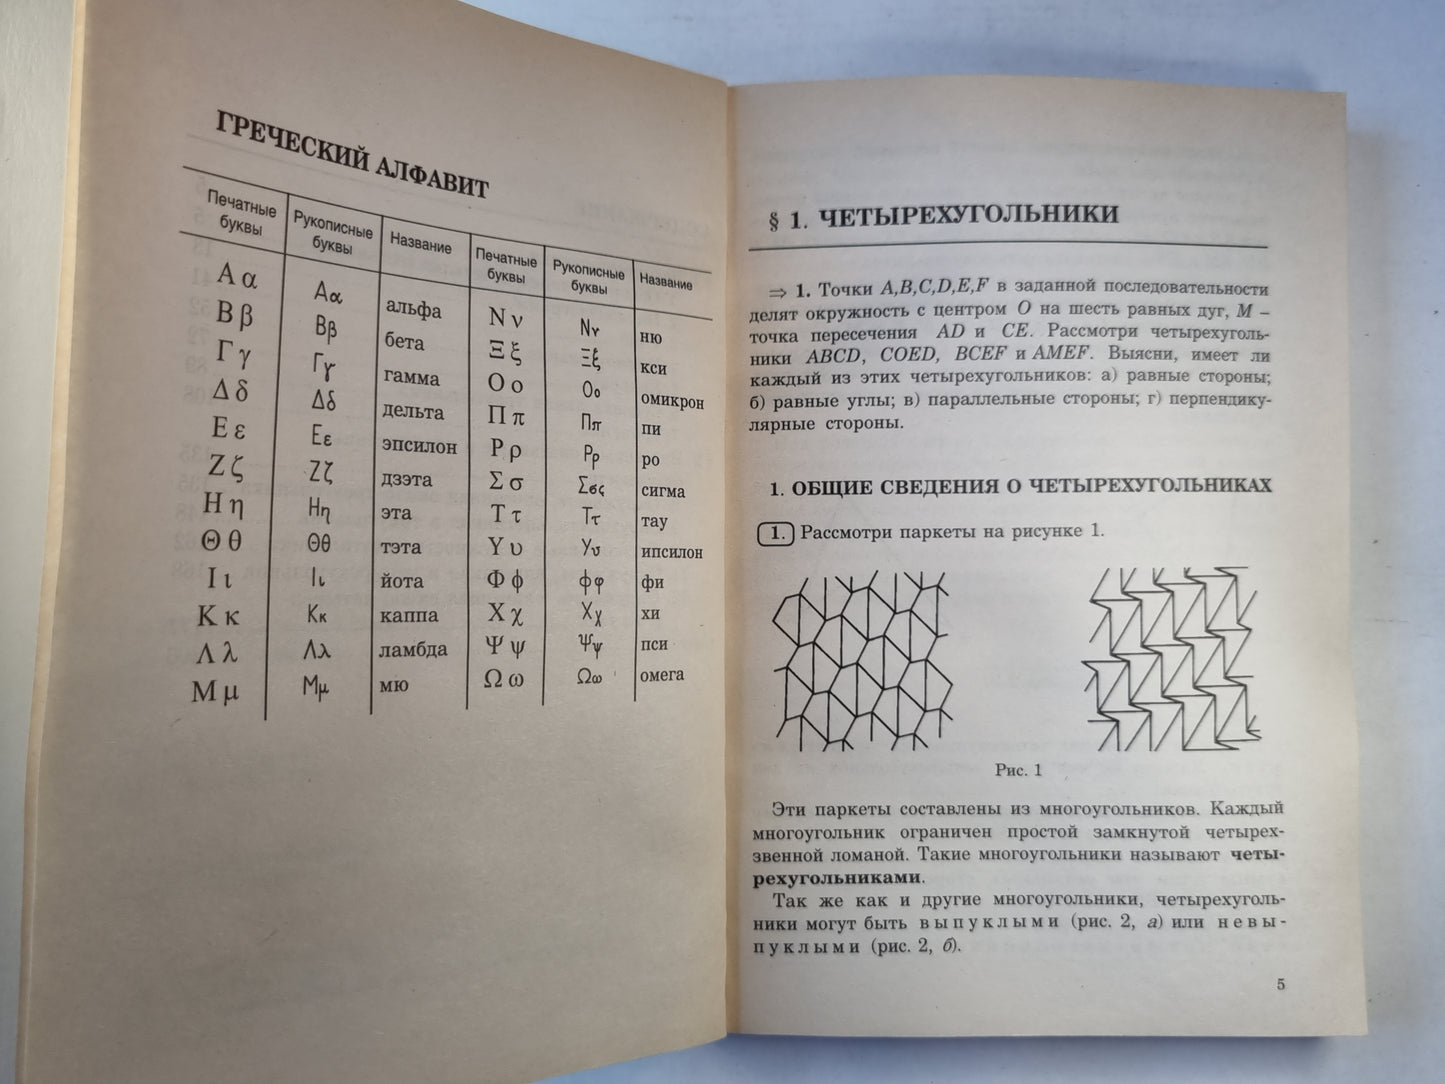 ГРЕЧЕСКИЙ АЛФАВИТ
Печатные буквы Рукописные буквы Название Печатные буквы Рукописные буквы Название
Α α Αα альфа Ν ν Νν ню
Β β Ββ бета Ξ ξ Ξξ кси
Γ γ Γγ гамма Ο ο Οο омикрон
Δ δ Δδ дельта Π π Ππ пи
Ε ε Εε эпсилон Ρ ρ Ρρ ро
Ζ ζ Ζζ дзэта Σ σ Σσς сигма
Η η Ηη эта Τ τ Ττ тау
Θ θ Θθ тэта Υ υ Υυ ипсилон
Ι ι Ιι йота Φ ϕ ϕφ фи
Κ κ Κκ каппа Χ χ Χχ хи
Λ λ Λλ ламбда Ψ ψ Ψψ пси
Μ μ Μμ мю Ω ω Ωω омега
§ 1. ЧЕТЫРЕХУГОЛЬНИКИ
⇒ 1. Точки A,B,C,D,E,F в заданной последовательности
делят окружность с центром O на шесть равных дуг, M –
точка пересечения AD и CE. Рассмотри четырехуголь-
ники ABCD, COED, BCEF и AMEF. Выясни, имеет ли
каждый из этих четырехугольников: а) равные стороны;
б) равные углы; в) параллельные стороны; г) перпендику-
лярные стороны.
1. ОБЩИЕ СВЕДЕНИЯ О ЧЕТЫРЕХУГОЛЬНИКАХ
1. Рассмотри паркеты на рисунке 1.
Рис. 1
Эти паркеты составлены из многоугольников. Каждый
многоугольник ограничен простой замкнутой четырех-
звенной ломаной. Такие многоугольники называют четы-
рехугольниками.
Так же как и другие многоугольники, четырехуголь-
ники могут быть выпуклыми (рис. 2, а) или невы-
пуклыми (рис. 2, б).
5